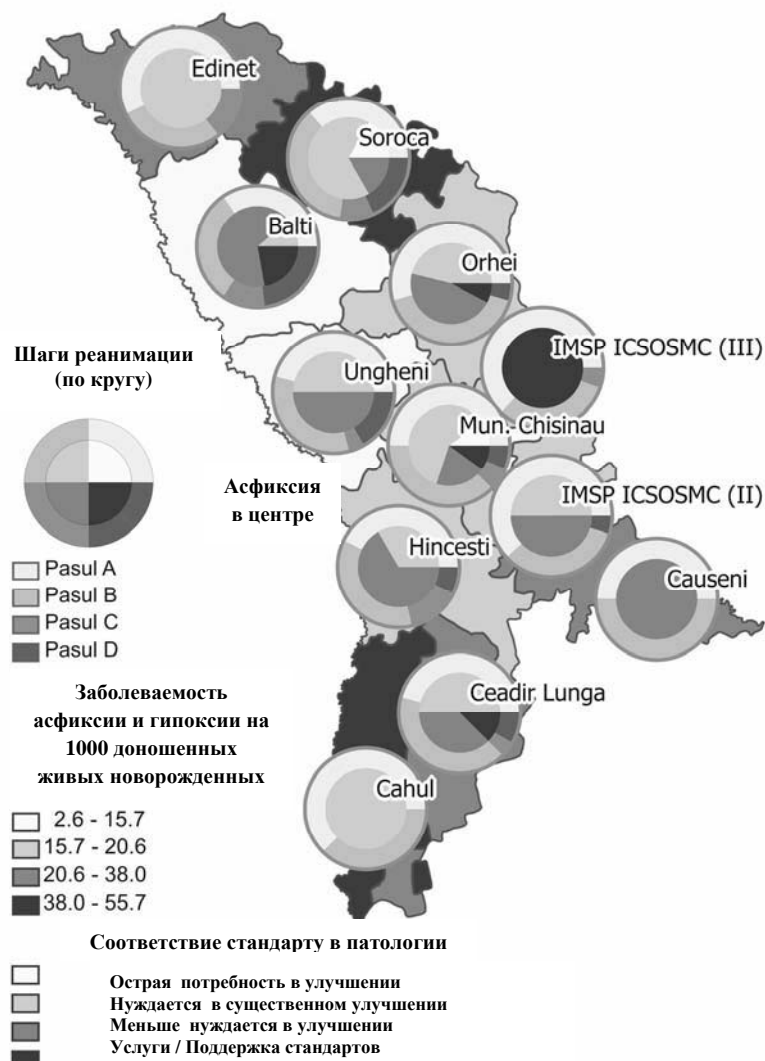 Edinet
Soroca
Balti
Orhei
IMSP ICSOSMC (III)
Ungheni
Mun. Chisinau
IMSP ICSOSMC (II)
Hincesti
Causeni
Ceadir Lunga
Cahul
Шаги реанимации
(по кругу)
Асфиксия
в центре
Pasul A
Pasul B
Pasul C
Pasul D
Заболеваемость
асфиксии и гипоксии на
1000 доношенных
живых новорожденных
2.6 - 15.7
15.7 - 20.6
20.6 - 38.0
38.0 - 55.7
Соответствие стандарту в патологии
Острая потребность в улучшении
Нуждается в существенном улучшении
Меньше нуждается в улучшении
Услуги / Поддержка стандартов